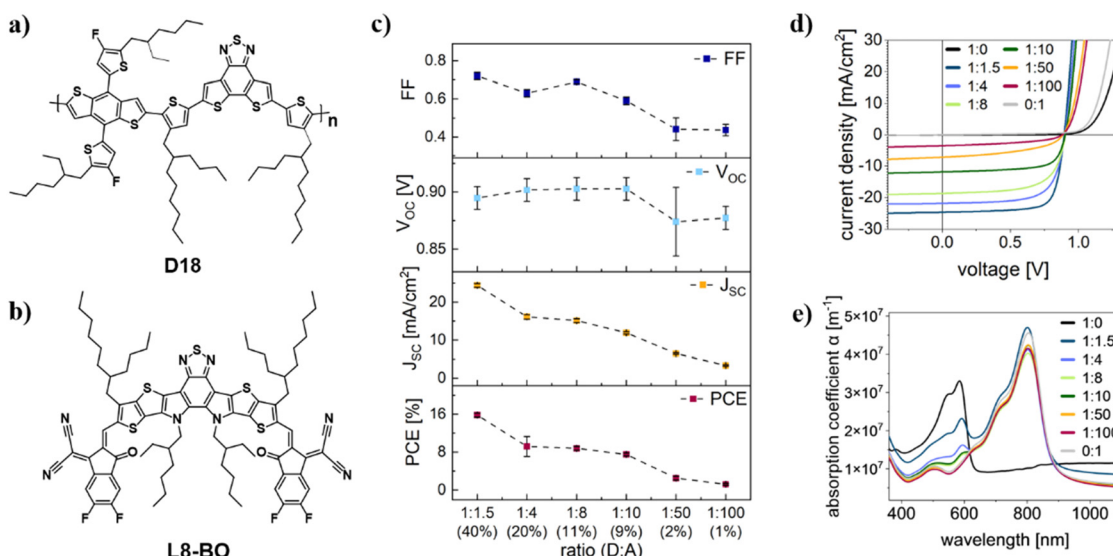 a)
F
S
N
S
N
F
n
D18
b)
N
S
N
N
N
O
O
F
F
F
F
L8-BO
c)
FF
0.8
0.6
0.4
FF
V_OC [V]
0.90
0.85
V_OC
J_SC [mA/cm²]
20
10
0
J_SC
PCE [%]
16
8
0
PCE
1:1.5 1:4 1:8 1:10 1:50 1:100
(40%) (20%) (11%) (9%) (2%) (1%)
ratio (D:A)
d)
current density [mA/cm²]
30
20
10
0
-10
-20
-30
1:0 1:10
1:1.5 1:50
1:4 1:100
1:8 0:1
0.0 0.5 1.0
voltage [V]
e)
absorption coefficient α [m⁻¹]
5×10⁷
4×10⁷
3×10⁷
2×10⁷
1×10⁷
1:0
1:1.5
1:4
1:8
1:10
1:50
1:100
0:1
400 600 800 1000
wavelength [nm]